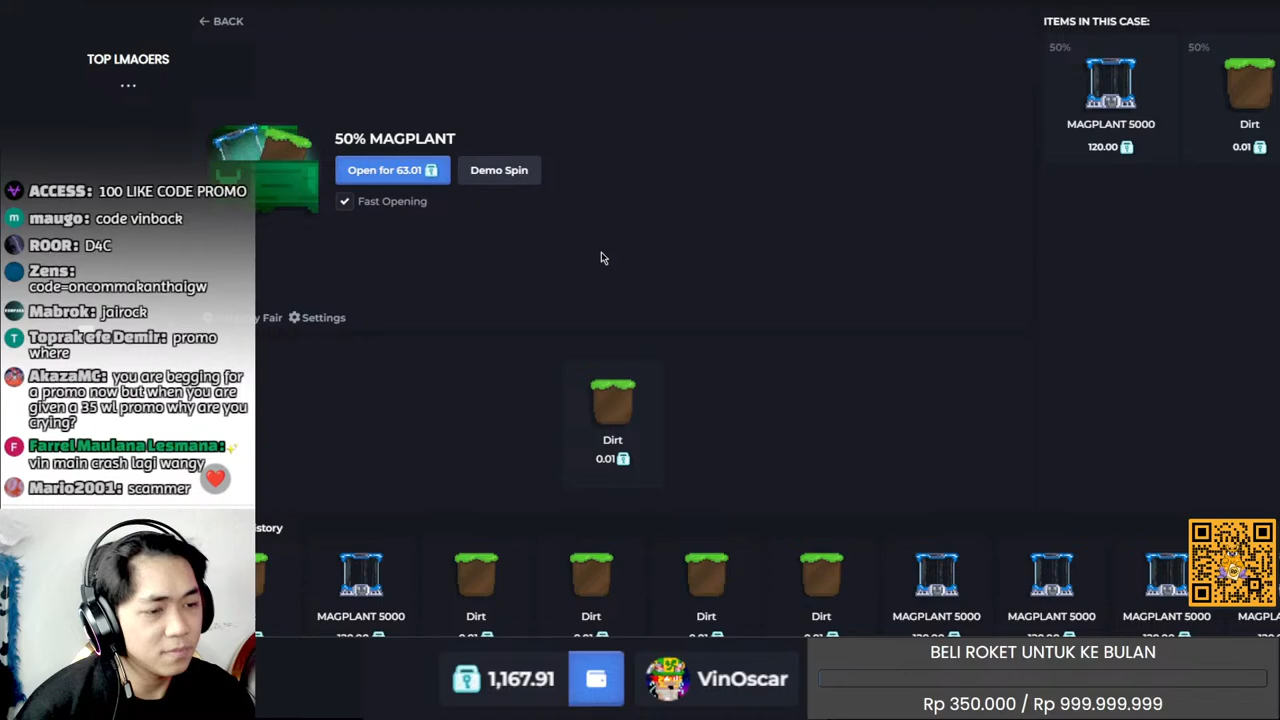 BACK
TOP LMAOERS
...
50% MAGPLANT
Open for 63.01
Demo Spin
Fast Opening
Fair
Settings
ITEMS IN THIS CASE:
50%
MAGPLANT 5000
120.00
50%
Dirt
0.01
ACCESS: 100 LIKE CODE PROMO
maugo: code vinback
ROOR: D4C
Zens:
code=oncommakanthaigw
Mabrok: jairock
Toprak efe Demir: promo
where
AkazaMC: you are begging for
a promo now but when you are
given a 35 wl promo why are you
crying?
Farrel Maulana Lesmana:
vin main crash lagi wangy
Mario2001: scammer
Dirt
0.01
istory
MAGPLANT 5000
Dirt
Dirt
Dirt
Dirt
MAGPLANT 5000
MAGPLANT 5000
MAGPLANT 5000
1,167.91
VinOscar
BELI ROKET UNTUK KE BULAN
Rp 350.000 / Rp 999.999.999